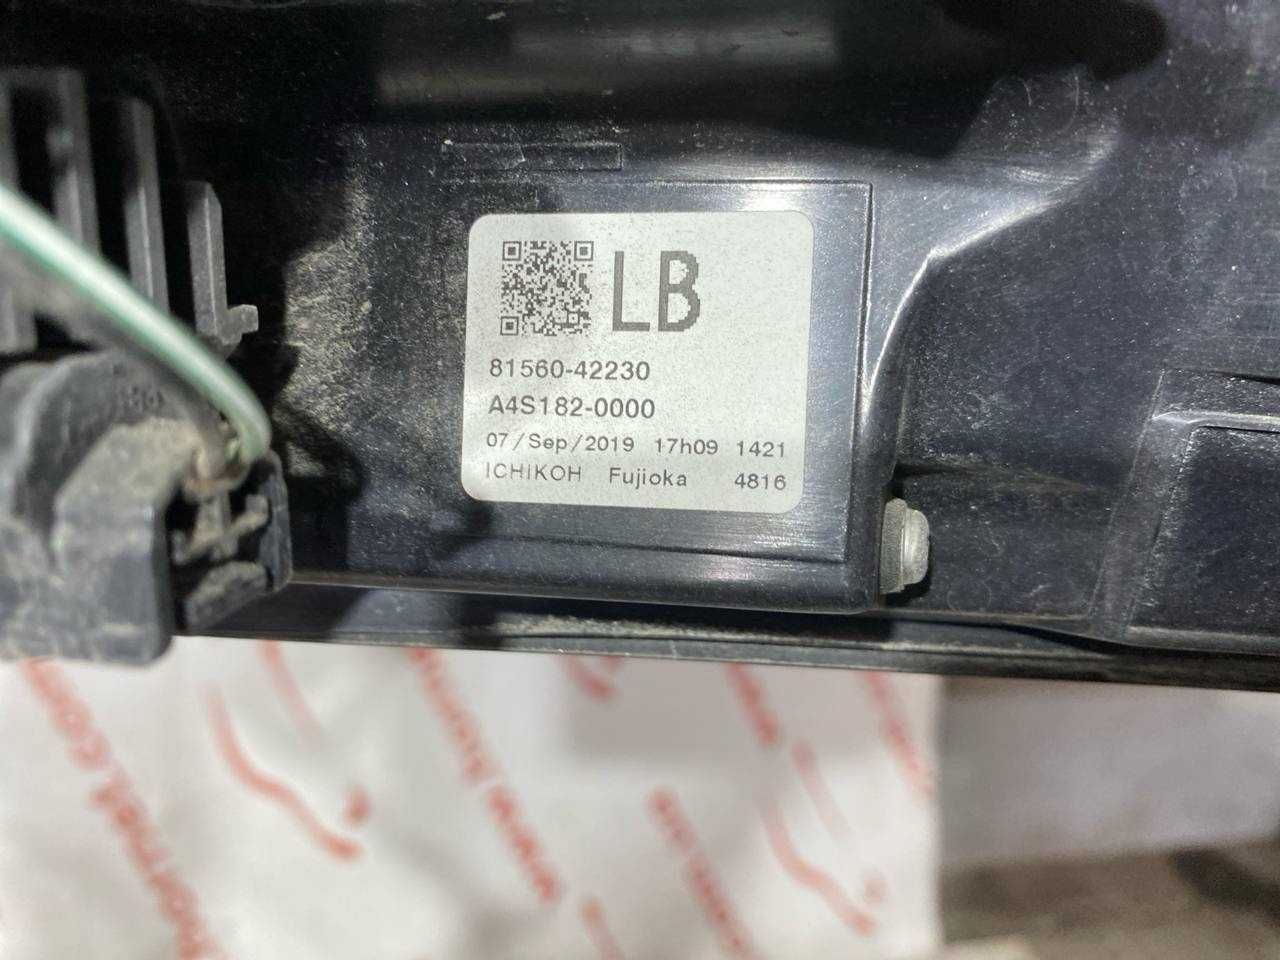 LB
81560-42230
A4S182-0000
07/Sep/2019 17h09 1421
ICHIKOH Fujioka 4816